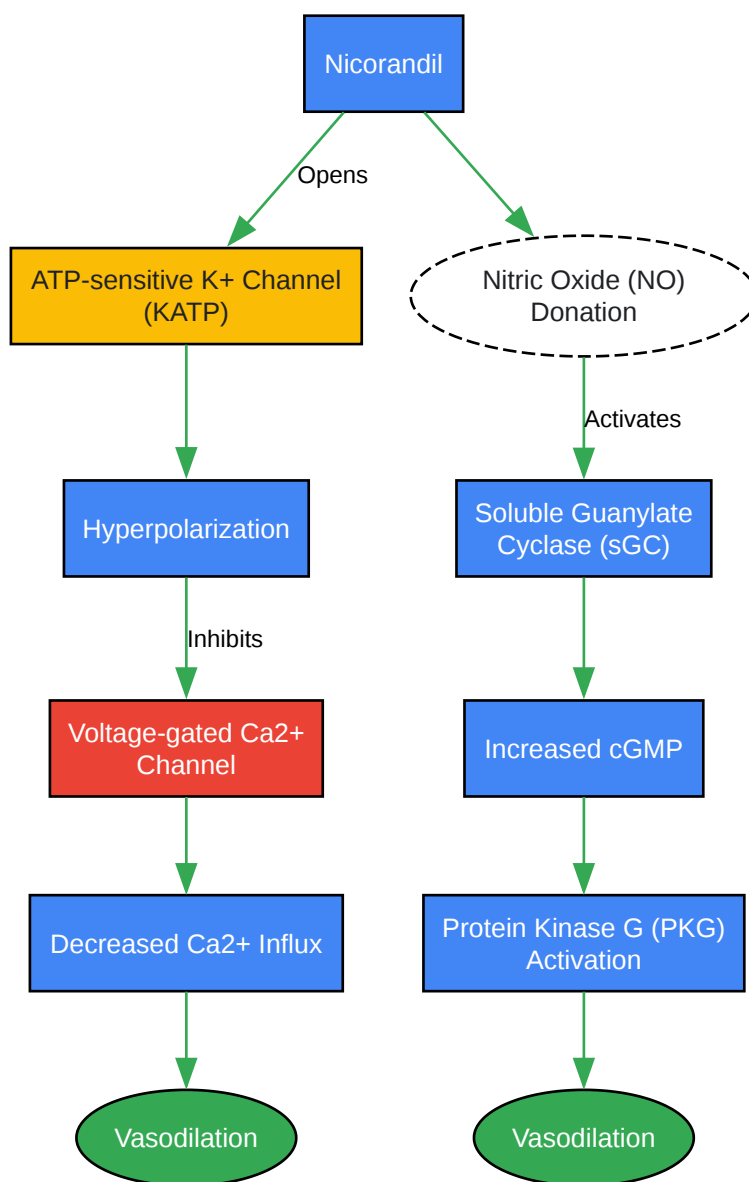 Nicorandil
Opens
ATP-sensitive K+ Channel
(KATP)
Nitric Oxide (NO)
Donation
Activates
Hyperpolarization
Soluble Guanylate
Cyclase (sGC)
Inhibits
Voltage-gated Ca2+
Channel
Increased cGMP
Decreased Ca2+ Influx
Protein Kinase G (PKG)
Activation
Vasodilation
Vasodilation